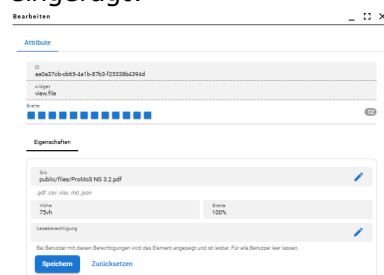 eingefügt.
Bearbeiten
Attribute
ID
aa0a37cb-cb65-4a1b-87b3-f25338b4394d
widget
view.file
Breite
12
Eigenschaften
Src
public/files/ProMoS NG 3.2.pdf
.pdf .csv .xlsx .md .json
Höhe
75vh
Breite
100%
Leseberechtigung
Bei Benutzer mit diesen Berechtigungen wird das Element angezeigt und ist lesbar. Für alle Benutzer leer lassen.
Speichern Zurücksetzen